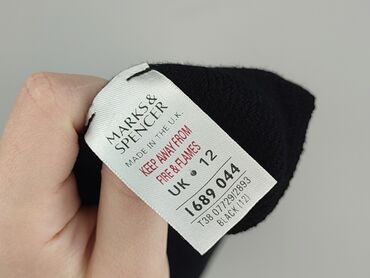 MARKS &
SPENCER
MADE IN THE U.K.
KEEP AWAY FROM
FIRE & FLAMES
UK • 12
1689 044
T38 07729/2893
BLACK (12)